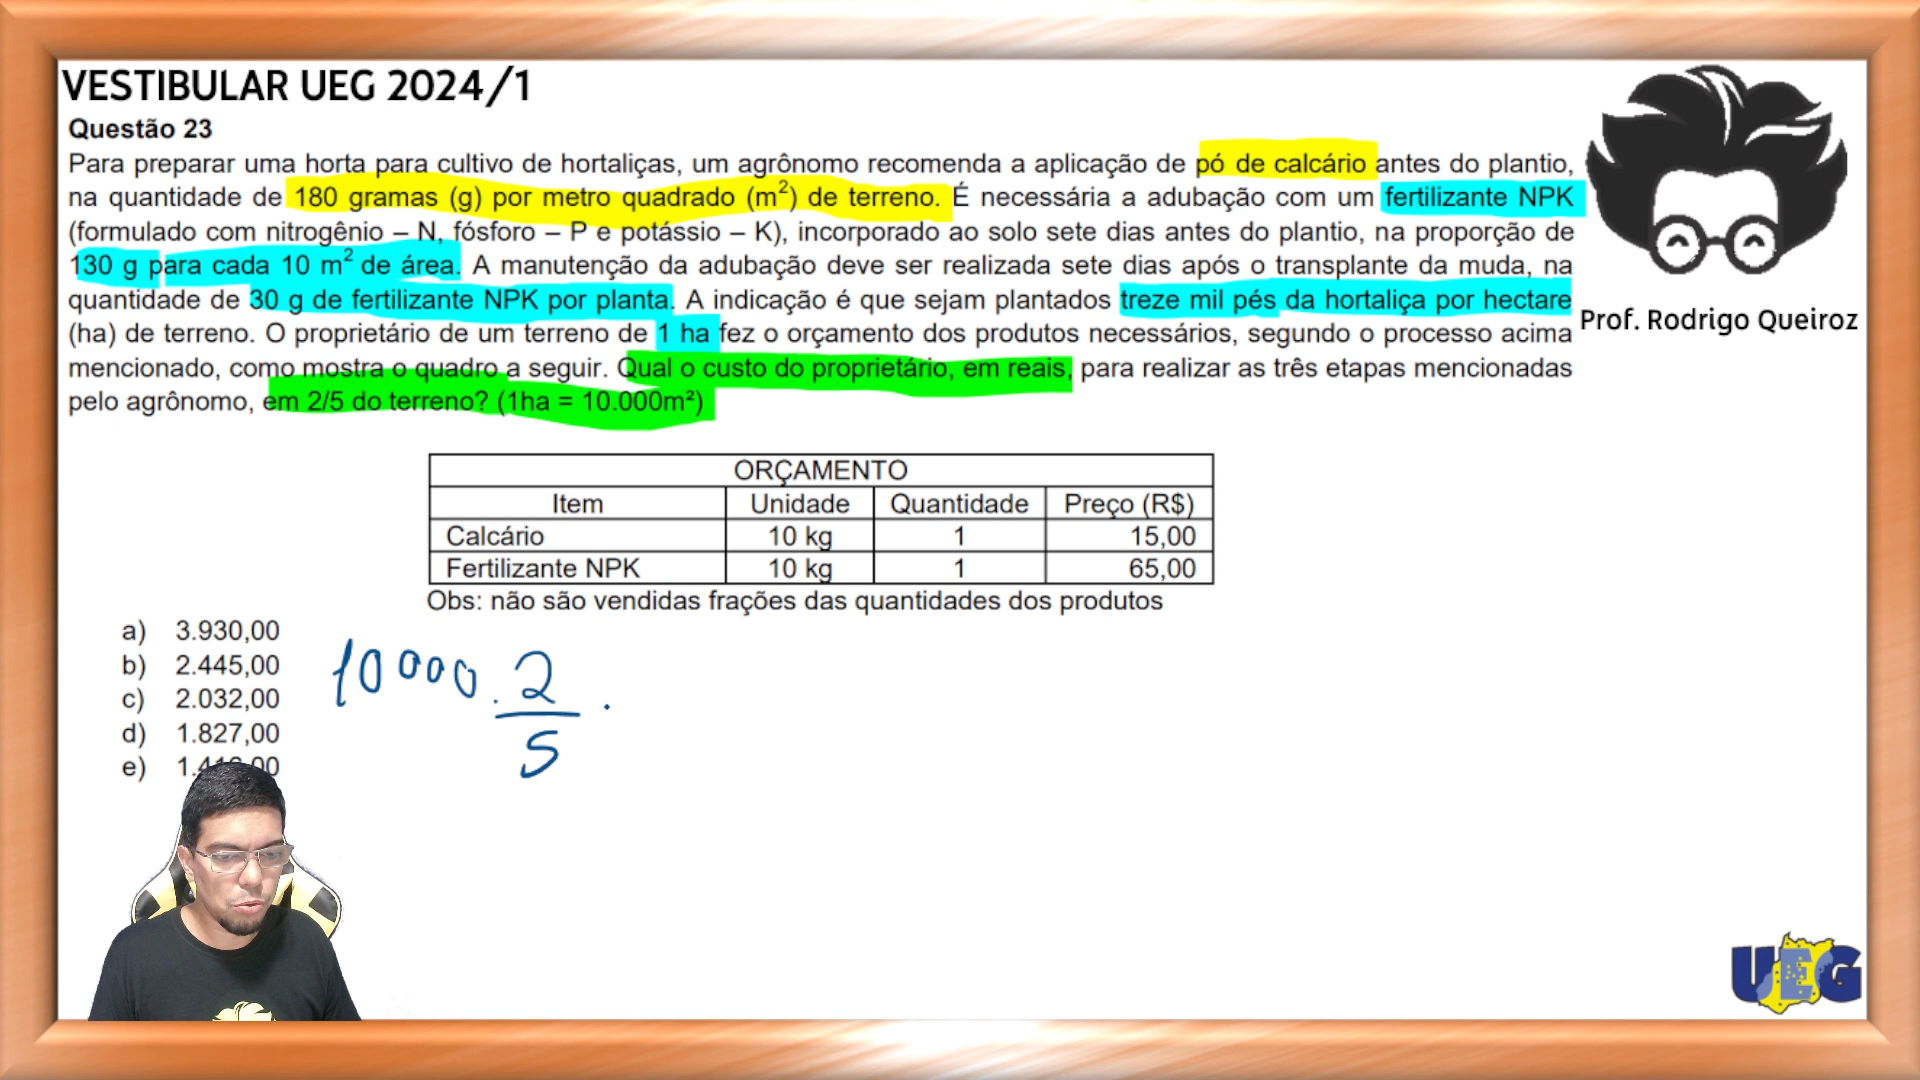 VESTIBULAR UEG 2024/1
Questão 23
Para preparar uma horta para cultivo de hortaliças, um agrônomo recomenda a aplicação de pó de calcário antes do plantio,
na quantidade de 180 gramas (g) por metro quadrado (m²) de terreno. É necessária a adubação com um fertilizante NPK
(formulado com nitrogênio – N, fósforo – P e potássio – K), incorporado ao solo sete dias antes do plantio, na proporção de
130 g para cada 10 m² de área. A manutenção da adubação deve ser realizada sete dias após o transplante da muda, na
quantidade de 30 g de fertilizante NPK por planta. A indicação é que sejam plantados treze mil pés da hortaliça por hectare
(ha) de terreno. O proprietário de um terreno de 1 ha fez o orçamento dos produtos necessários, segundo o processo acima
mencionado, como mostra o quadro a seguir. Qual o custo do proprietário, em reais, para realizar as três etapas mencionadas
pelo agrônomo, em 2/5 do terreno? (1ha = 10.000m²)
Prof. Rodrigo Queiroz
ORÇAMENTO
Item Unidade Quantidade Preço (R$)
Calcário 10 kg 1 15,00
Fertilizante NPK 10 kg 1 65,00
Obs: não são vendidas frações das quantidades dos produtos
a) 3.930,00
b) 2.445,00
c) 2.032,00
d) 1.827,00
e)
10000 . 2/5 .
UEG